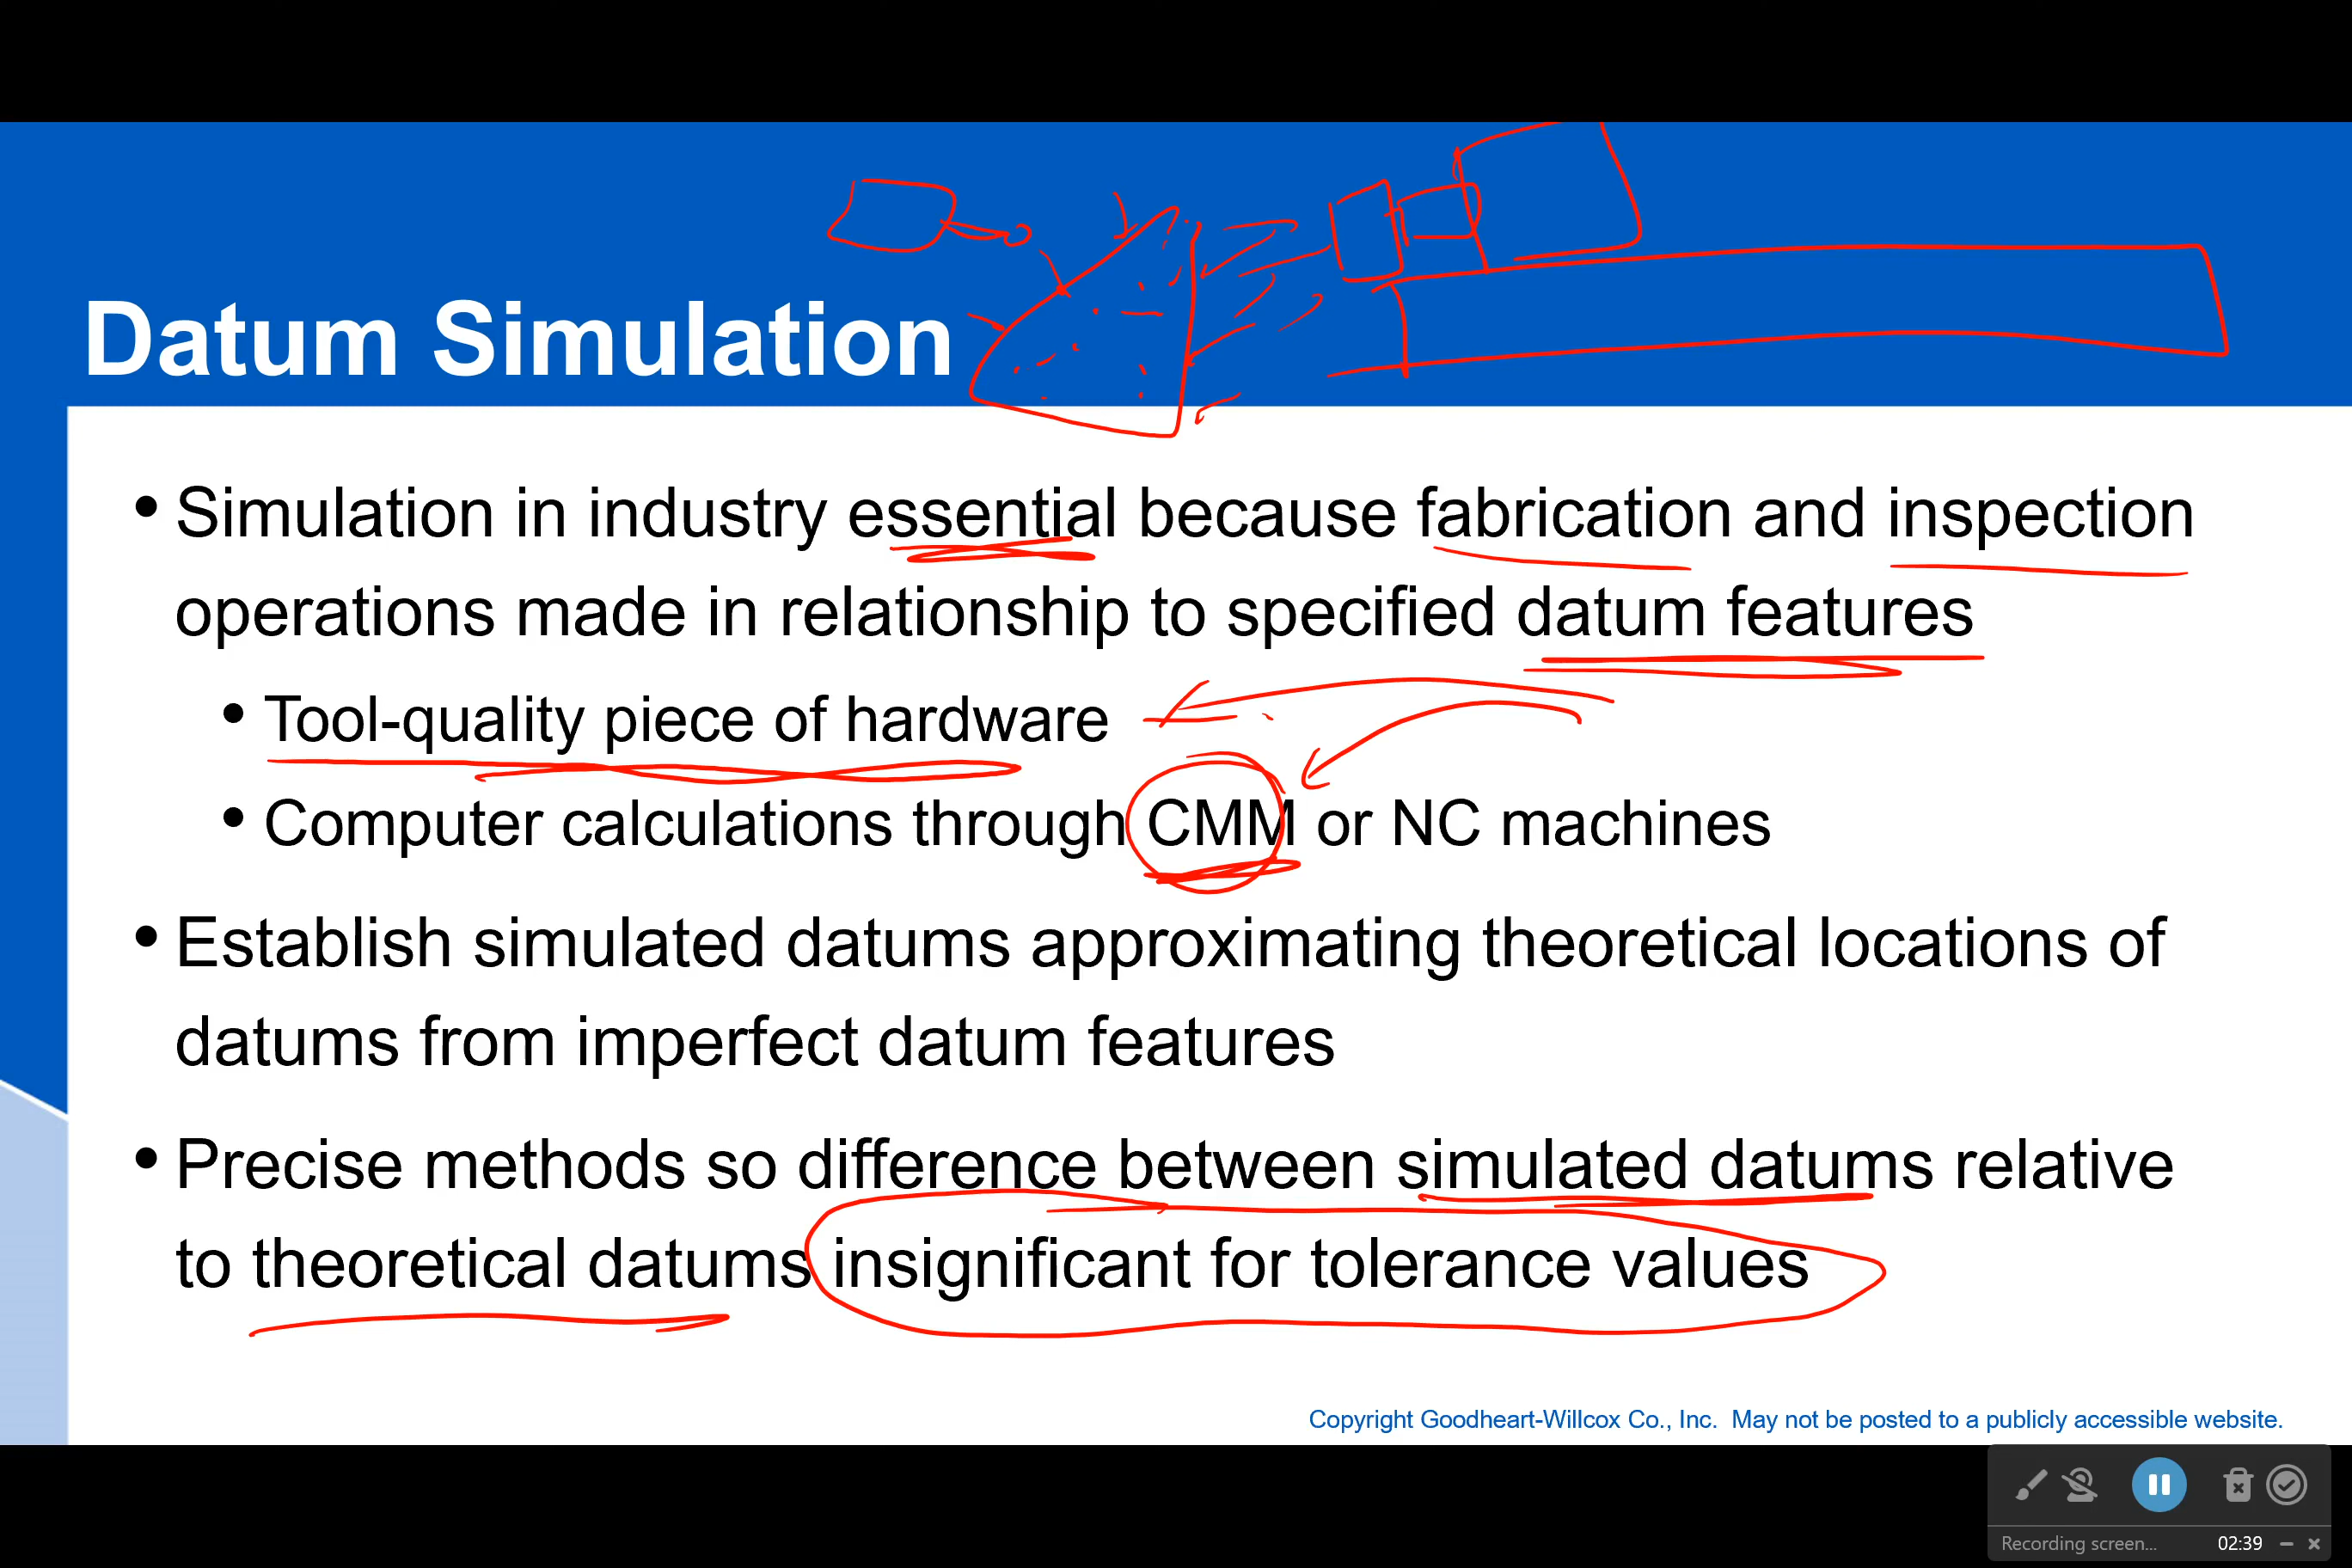 Datum Simulation
• Simulation in industry essential because fabrication and inspection
operations made in relationship to specified datum features
• Tool-quality piece of hardware
• Computer calculations through CMM or NC machines
• Establish simulated datums approximating theoretical locations of
datums from imperfect datum features
• Precise methods so difference between simulated datums relative
to theoretical datums insignificant for tolerance values
Copyright Goodheart-Willcox Co., Inc. May not be posted to a publicly accessible website.
Recording screen... 02:39